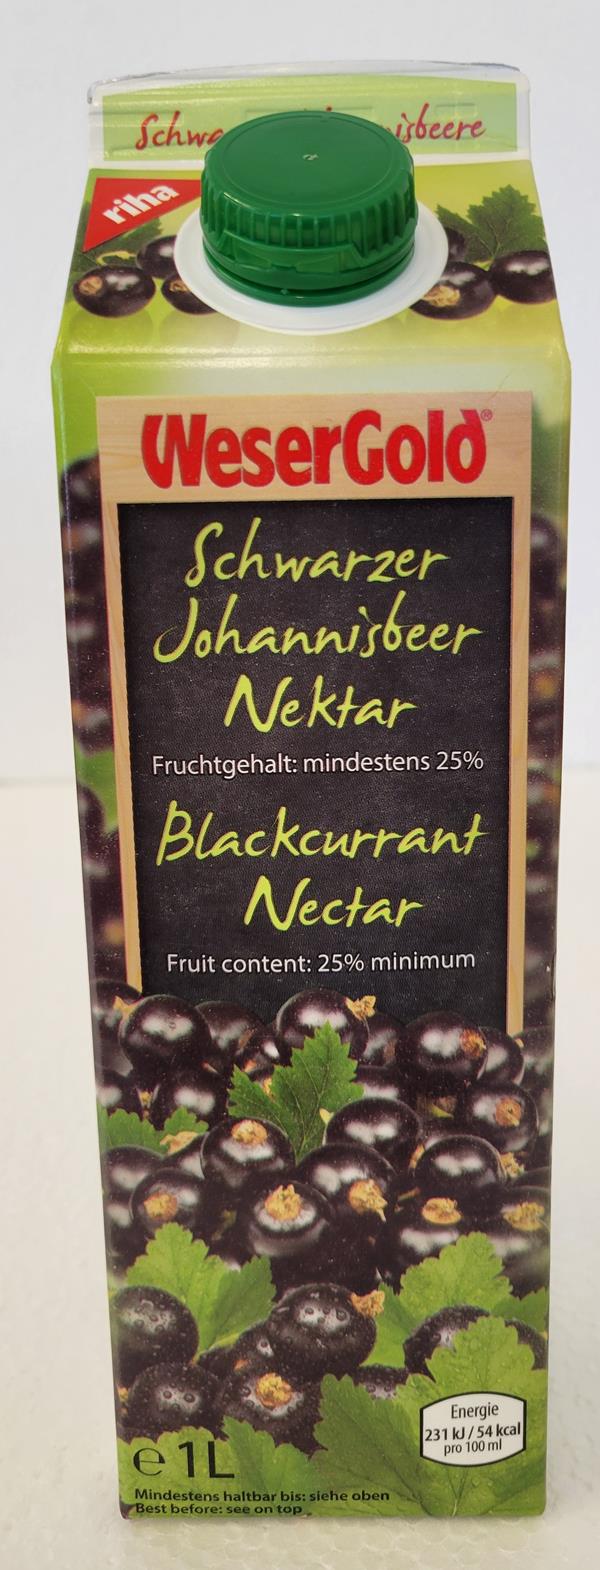 riha
WeserGold®
Schwarzer
Johannisbeer
Nektar
Fruchtgehalt: mindestens 25%
Blackcurrant
Nectar
Fruit content: 25% minimum
Energie
231 kJ / 54 kcal
pro 100 ml
℮ 1L
Mindestens haltbar bis: siehe oben
Best before: see on top